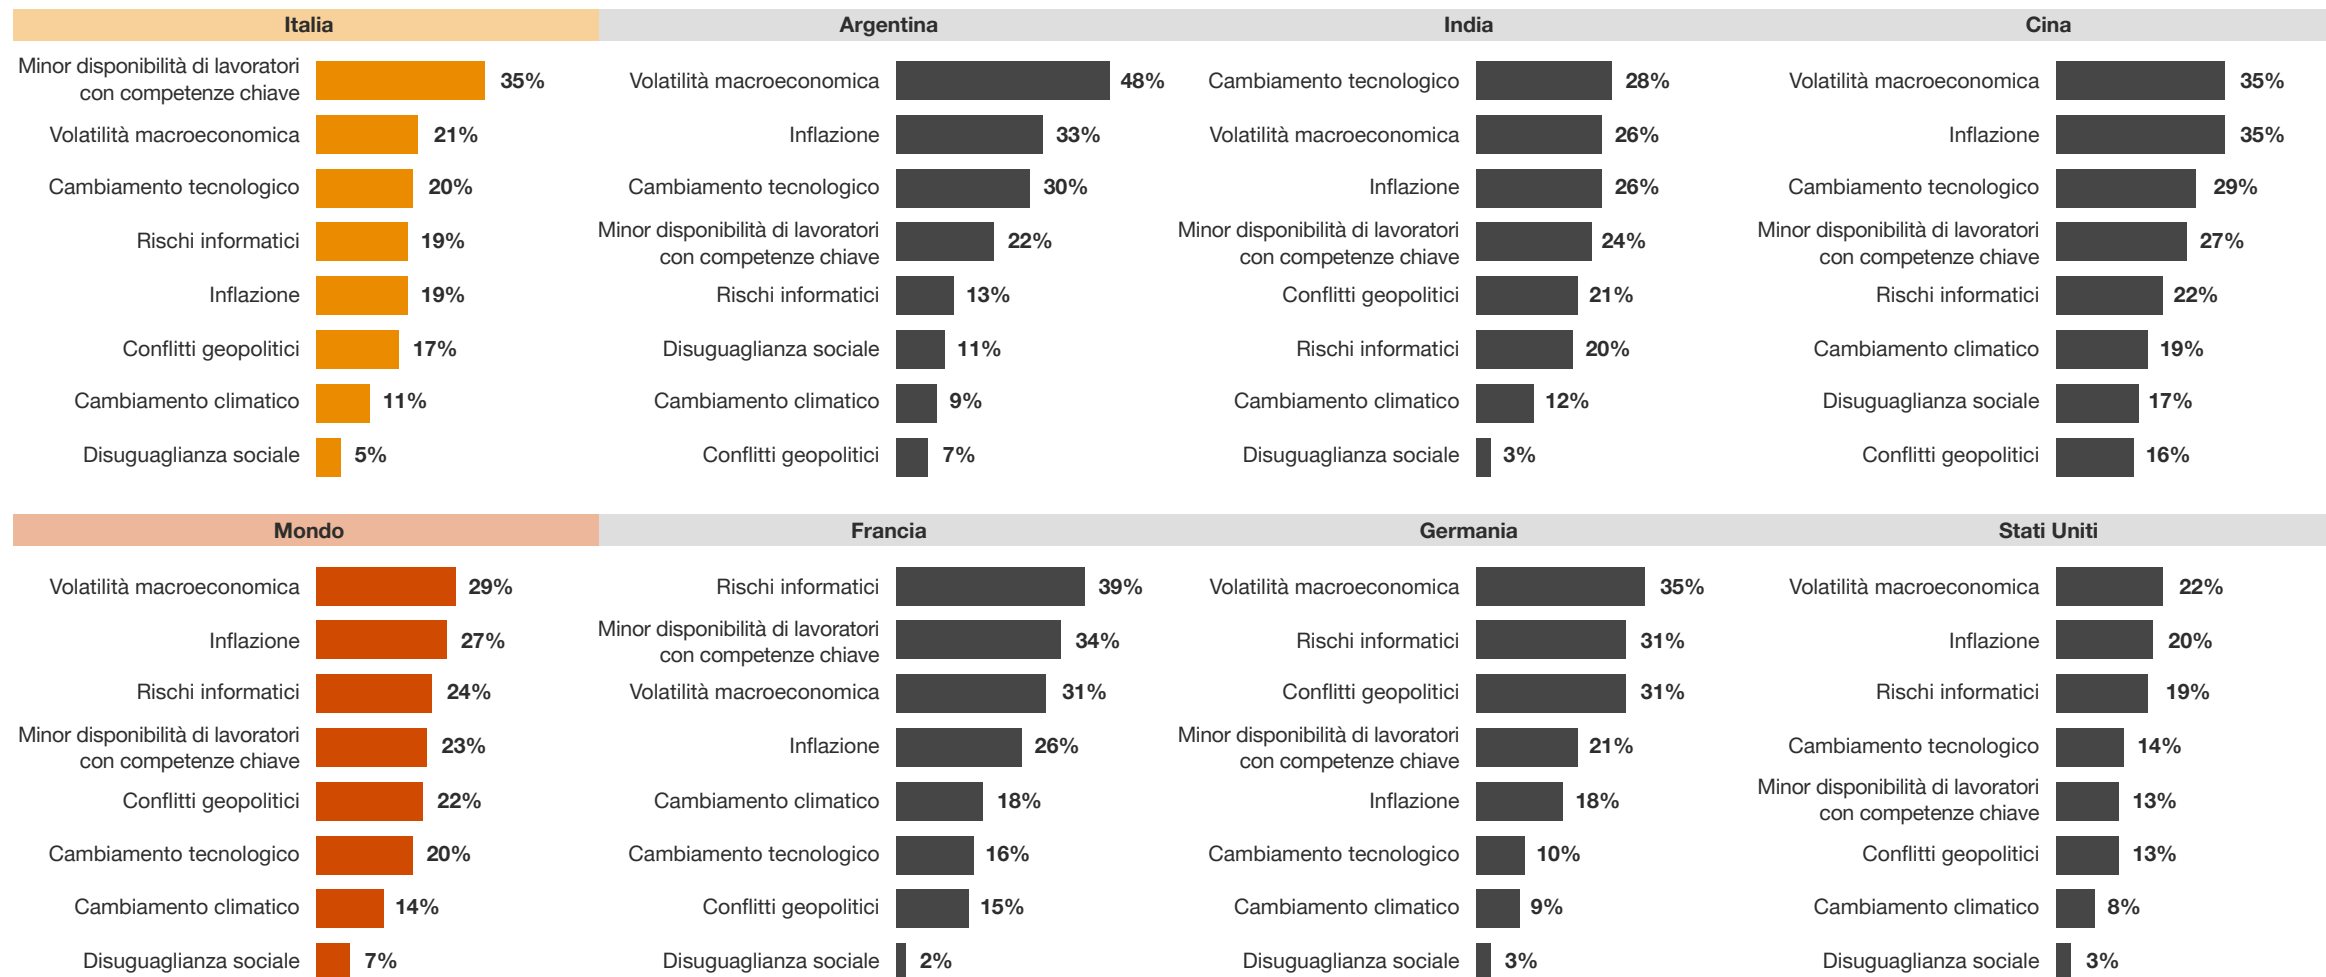 Italia
Minor disponibilità di lavoratori
con competenze chiave
35%
Volatilità macroeconomica
21%
Cambiamento tecnologico
20%
Rischi informatici
19%
Inflazione
19%
Conflitti geopolitici
17%
Cambiamento climatico
11%
Disuguaglianza sociale
5%
Argentina
Volatilità macroeconomica
48%
Inflazione
33%
Cambiamento tecnologico
30%
Minor disponibilità di lavoratori
con competenze chiave
22%
Rischi informatici
13%
Disuguaglianza sociale
11%
Cambiamento climatico
9%
Conflitti geopolitici
7%
India
Cambiamento tecnologico
28%
Volatilità macroeconomica
26%
Inflazione
26%
Minor disponibilità di lavoratori
con competenze chiave
24%
Conflitti geopolitici
21%
Rischi informatici
20%
Cambiamento climatico
12%
Disuguaglianza sociale
3%
Cina
Volatilità macroeconomica
35%
Inflazione
35%
Cambiamento tecnologico
29%
Minor disponibilità di lavoratori
con competenze chiave
27%
Rischi informatici
22%
Cambiamento climatico
19%
Disuguaglianza sociale
17%
Conflitti geopolitici
16%
Mondo
Volatilità macroeconomica
29%
Inflazione
27%
Rischi informatici
24%
Minor disponibilità di lavoratori
con competenze chiave
23%
Conflitti geopolitici
22%
Cambiamento tecnologico
20%
Cambiamento climatico
14%
Disuguaglianza sociale
7%
Francia
Rischi informatici
39%
Minor disponibilità di lavoratori
con competenze chiave
34%
Volatilità macroeconomica
31%
Inflazione
26%
Cambiamento climatico
18%
Cambiamento tecnologico
16%
Conflitti geopolitici
15%
Disuguaglianza sociale
2%
Germania
Volatilità macroeconomica
35%
Rischi informatici
31%
Conflitti geopolitici
31%
Minor disponibilità di lavoratori
con competenze chiave
21%
Inflazione
18%
Cambiamento tecnologico
10%
Cambiamento climatico
9%
Disuguaglianza sociale
3%
Stati Uniti
Volatilità macroeconomica
22%
Inflazione
20%
Rischi informatici
19%
Cambiamento tecnologico
14%
Minor disponibilità di lavoratori
con competenze chiave
13%
Conflitti geopolitici
13%
Cambiamento climatico
8%
Disuguaglianza sociale
3%